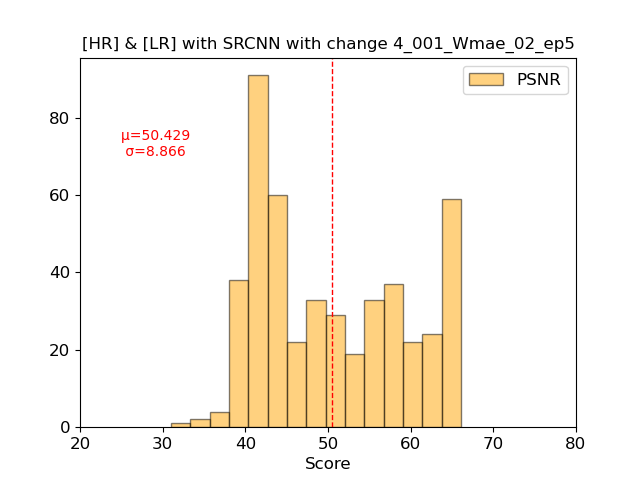 [HR] & [LR] with SRCNN with change 4_001_Wmae_02_ep5
PSNR
μ=50.429
σ=8.866
80
60
40
20
0
20 30 40 50 60 70 80
Score